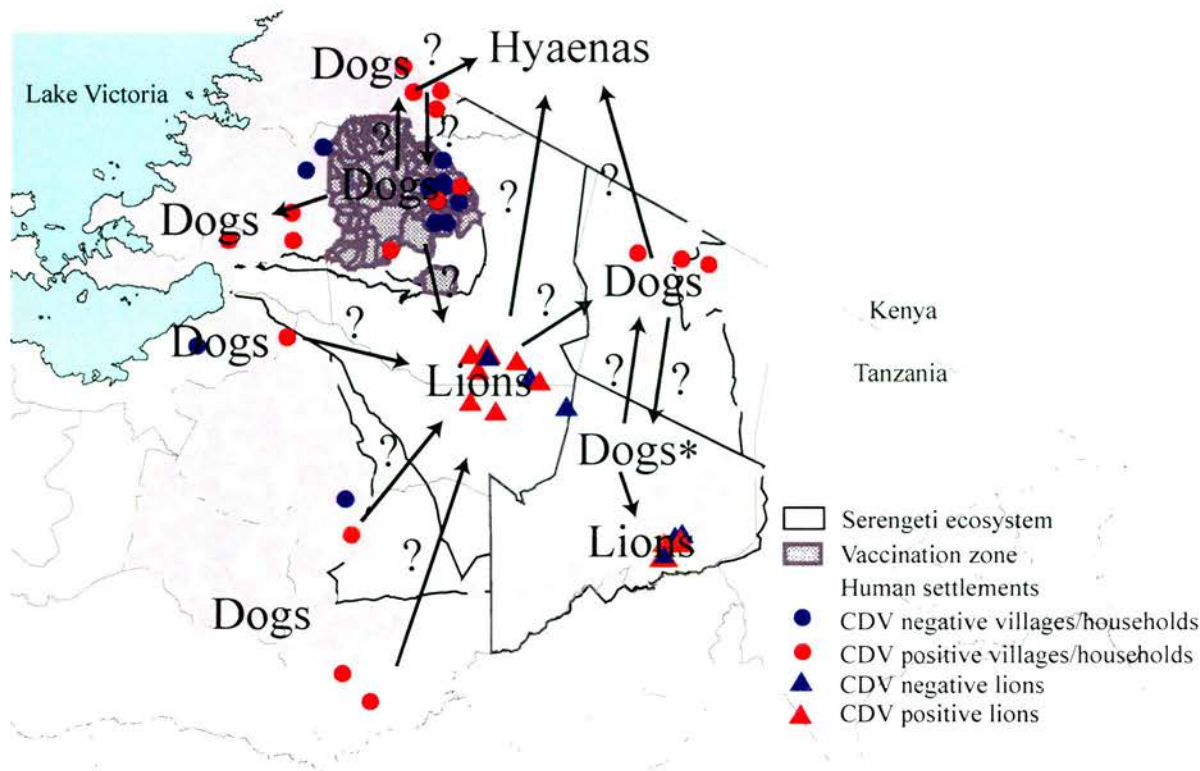 ?
Dogs
Hyaenas
Lake Victoria
?
?
Dogs
?
?
Dogs
?
Dogs
?
?
Kenya
Dogs
?
?
Tanzania
Lions
Dogs*
?
?
Lions
Dogs
Serengeti ecosystem
Vaccination zone
Human settlements
CDV negative villages/households
CDV positive villages/households
CDV negative lions
CDV positive lions